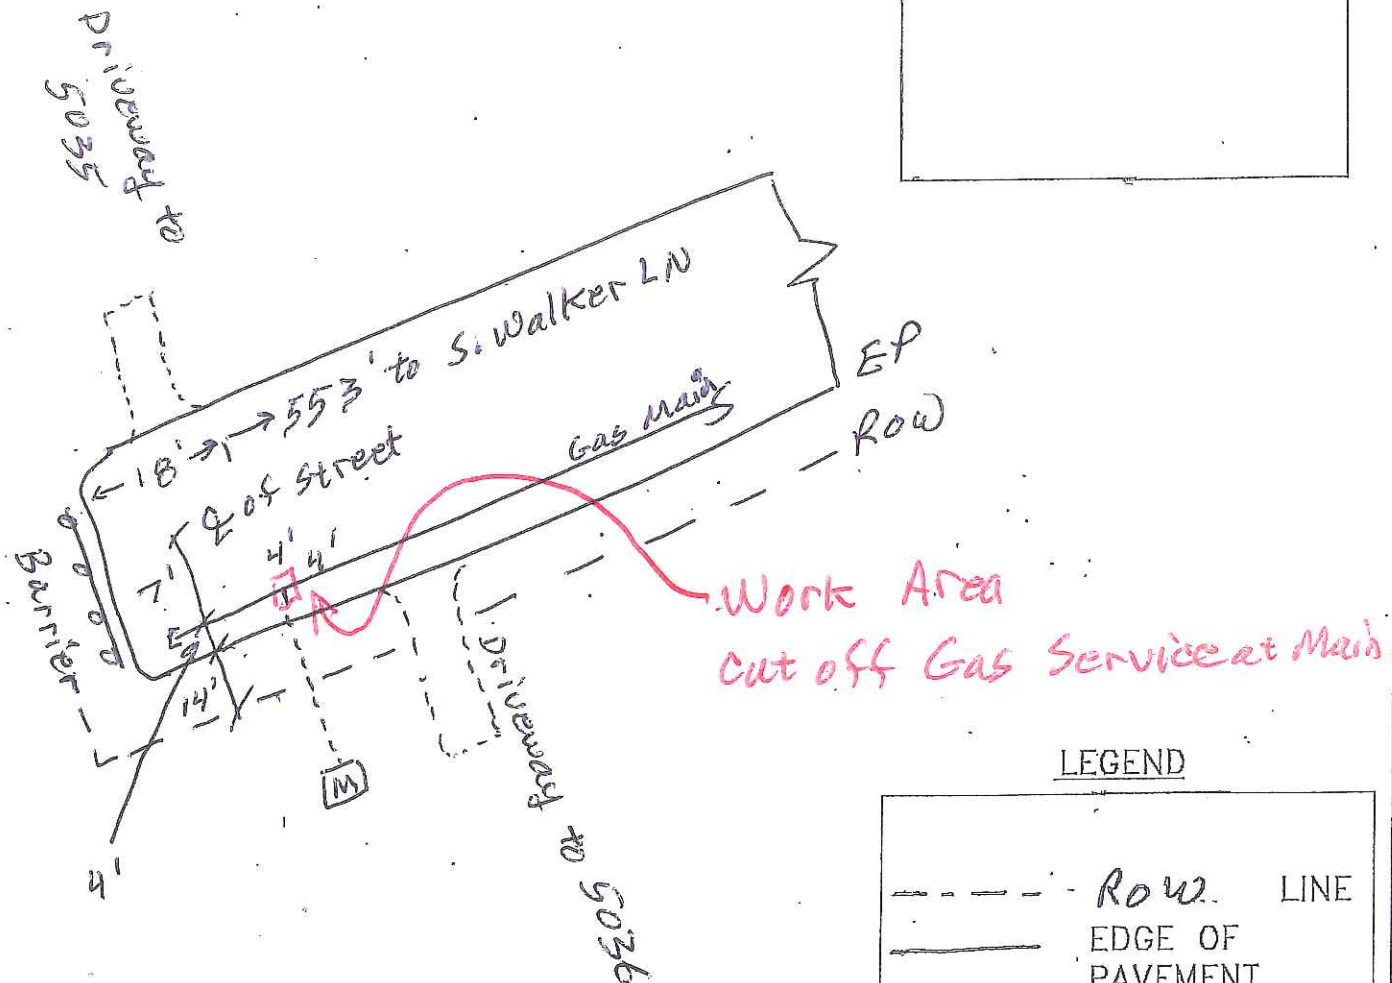 Driveway to
5035
553' to S. Walker LN
18'
℄ of Street
Gas Main
EP
ROW
4' 4'
7'
Barrier
14'
M
4'
Driveway to 5036
Work Area
Cut off Gas Service at Main
LEGEND
ROW LINE
EDGE OF
PAVEMENT